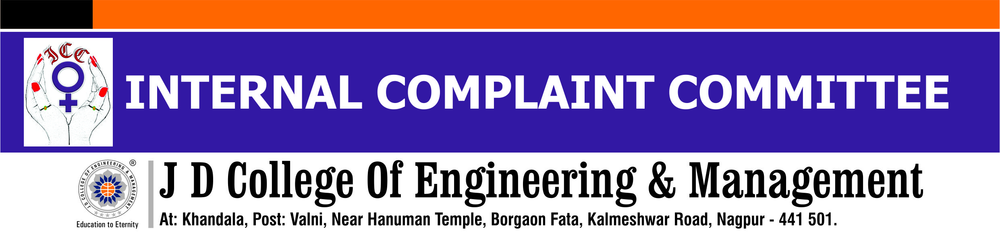 ICC
INTERNAL COMPLAINT COMMITTEE
J D COLLEGE OF ENGINEERING & MANAGEMENT
®
Education to Eternity
J D College Of Engineering & Management
At: Khandala, Post: Valni, Near Hanuman Temple, Borgaon Fata, Kalmeshwar Road, Nagpur - 441 501.